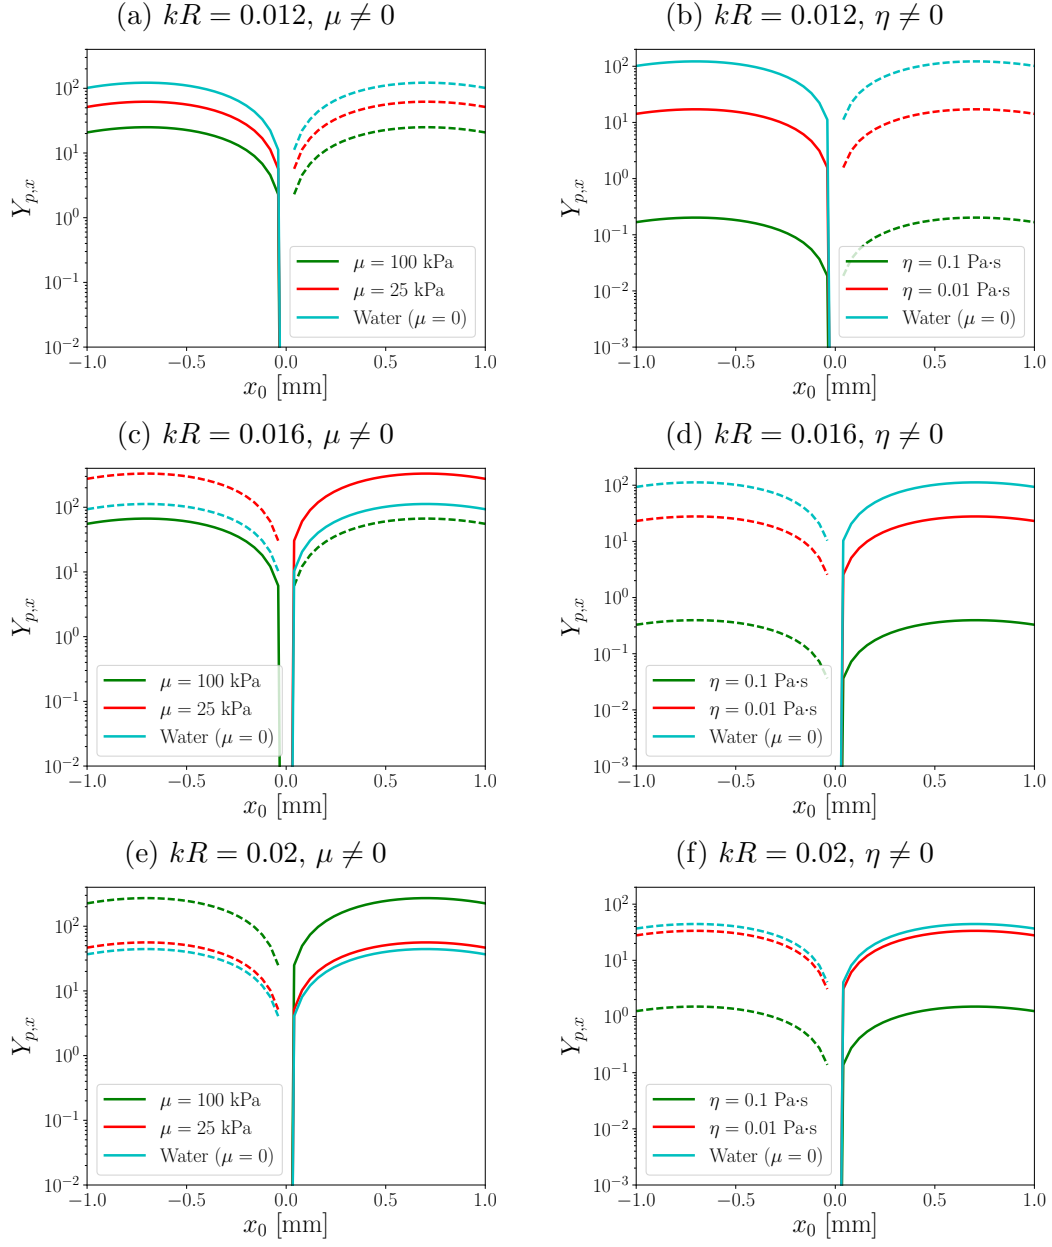 (a) kR = 0.012, μ ≠ 0
Y_{p,x}
10^2
10^1
10^0
10^{-1}
10^{-2}
μ = 100 kPa
μ = 25 kPa
Water (μ = 0)
−1.0 −0.5 0.0 0.5 1.0
x_0 [mm]
(b) kR = 0.012, η ≠ 0
Y_{p,x}
10^2
10^1
10^0
10^{-1}
10^{-2}
10^{-3}
η = 0.1 Pa·s
η = 0.01 Pa·s
Water (μ = 0)
−1.0 −0.5 0.0 0.5 1.0
x_0 [mm]
(c) kR = 0.016, μ ≠ 0
Y_{p,x}
10^2
10^1
10^0
10^{-1}
10^{-2}
μ = 100 kPa
μ = 25 kPa
Water (μ = 0)
−1.0 −0.5 0.0 0.5 1.0
x_0 [mm]
(d) kR = 0.016, η ≠ 0
Y_{p,x}
10^2
10^1
10^0
10^{-1}
10^{-2}
10^{-3}
η = 0.1 Pa·s
η = 0.01 Pa·s
Water (μ = 0)
−1.0 −0.5 0.0 0.5 1.0
x_0 [mm]
(e) kR = 0.02, μ ≠ 0
Y_{p,x}
10^2
10^1
10^0
10^{-1}
10^{-2}
μ = 100 kPa
μ = 25 kPa
Water (μ = 0)
−1.0 −0.5 0.0 0.5 1.0
x_0 [mm]
(f) kR = 0.02, η ≠ 0
Y_{p,x}
10^2
10^1
10^0
10^{-1}
10^{-2}
10^{-3}
η = 0.1 Pa·s
η = 0.01 Pa·s
Water (μ = 0)
−1.0 −0.5 0.0 0.5 1.0
x_0 [mm]